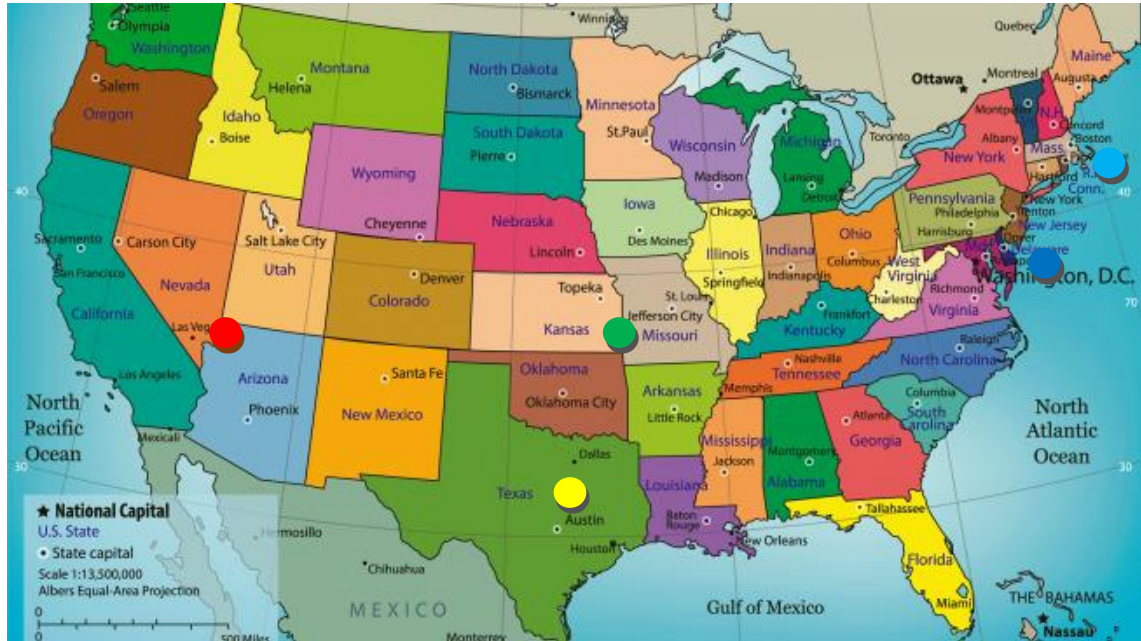 Seattle
Olympia
Washington
Winnipeg
Quebec
Salem
Oregon
Idaho
Boise
Montana
Helena
North Dakota
Bismarck
South Dakota
Pierre
Minnesota
St.Paul
Wisconsin
Madison
Michigan
Lansing
Detroit
Toronto
Ottawa
Montreal
Maine
Augusta
Montpelier
N.H.
Concord
Boston
Mass.
Albany
New York
Hartford
R.I.
Conn.
40
40
Wyoming
Cheyenne
Nebraska
Lincoln
Iowa
Des Moines
Chicago
Illinois
Springfield
Indiana
Indianapolis
Ohio
Columbus
Pennsylvania
Philadelphia
Harrisburg
New York
Trenton
New Jersey
Dover
Delaware
Washington, D.C.
West
Virginia
Charleston
Richmond
Virginia
70
Sacramento
San Francisco
California
Carson City
Nevada
Las Vegas
Salt Lake City
Utah
Denver
Colorado
Topeka
Kansas
St. Louis
Jefferson City
Missouri
Frankfort
Kentucky
Raleigh
North Carolina
Los Angeles
Arizona
Phoenix
Santa Fe
New Mexico
Oklahoma
Oklahoma City
Arkansas
Little Rock
Nashville
Tennessee
Memphis
Columbia
South
Carolina
Atlanta
Georgia
North
Pacific
Ocean
North
Atlantic
Ocean
Mexicali
30
30
Dallas
Texas
Austin
Houston
Louisiana
Baton
Rouge
New Orleans
Mississippi
Jackson
Montgomery
Alabama
Tallahassee
Florida
Miami
Gulf of Mexico
THE BAHAMAS
Nassau
Hermosillo
Chihuahua
MEXICO
Monterrey
National Capital
U.S. State
State capital
Scale 1:13,500,000
Albers Equal-Area Projection
0
0
500 Miles